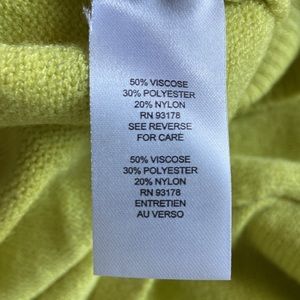 50% VISCOSE
30% POLYESTER
20% NYLON
RN 93178
SEE REVERSE
FOR CARE
50% VISCOSE
30% POLYESTER
20% NYLON
RN 93178
ENTRETIEN
AU VERSO